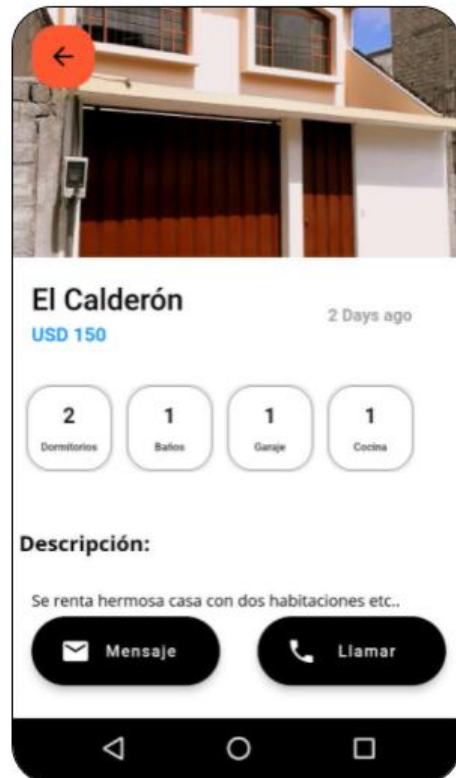 El Calderón
2 Days ago
USD 150
2 1 1 1
Dormitorios Baños Garaje Cocina
Descripción:
Se renta hermosa casa con dos habitaciones etc..
Mensaje Llamar